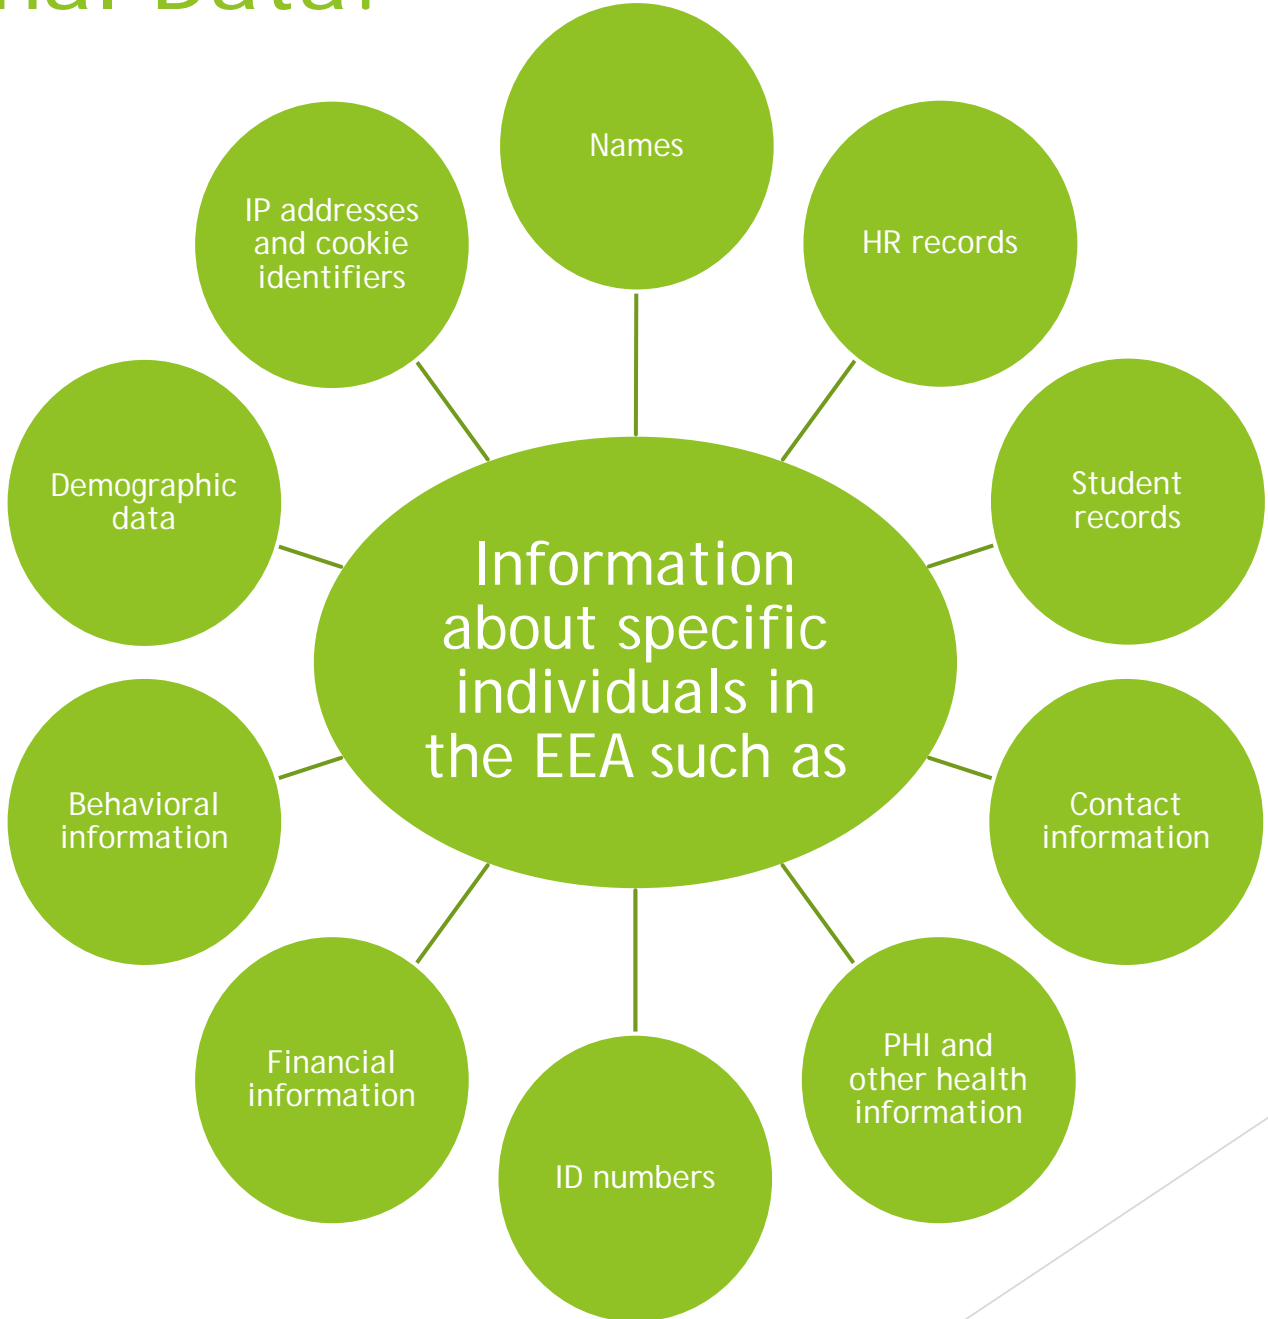 Data?
Names
HR records
Student
records
Contact
information
PHI and
other health
information
ID numbers
Financial
information
Behavioral
information
Demographic
data
IP addresses
and cookie
identifiers
Information
about specific
individuals in
the EEA such as